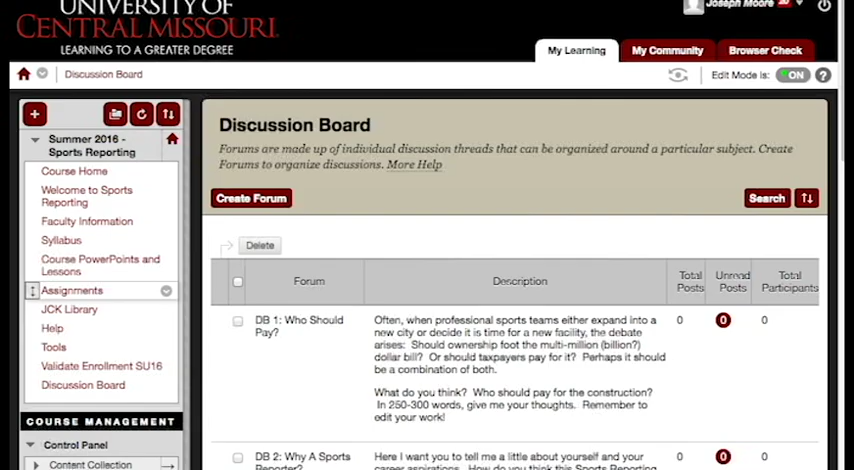 UNIVERSITY OF
CENTRAL MISSOURI.
LEARNING TO A GREATER DEGREE
Joseph Moore
My Learning
My Community
Browser Check
Discussion Board
Edit Mode is:
ON
?
+
Summer 2016 -
Sports Reporting
Course Home
Welcome to Sports
Reporting
Faculty Information
Syllabus
Course PowerPoints and
Lessons
Assignments
JCK Library
Help
Tools
Validate Enrollment SU16
Discussion Board
COURSE MANAGEMENT
Control Panel
Content Collection
Discussion Board
Forums are made up of individual discussion threads that can be organized around a particular subject. Create
Forums to organize discussions. More Help
Create Forum
Search
Delete
Forum
Description
Total
Posts
Unread
Posts
Total
Participants
DB 1: Who Should
Pay?
Often, when professional sports teams either expand into a
new city or decide it is time for a new facility, the debate
arises: Should ownership foot the multi-million (billion?)
dollar bill? Or should taxpayers pay for it? Perhaps it should
be a combination of both.
What do you think? Who should pay for the construction?
In 250-300 words, give me your thoughts. Remember to
edit your work!
0
0
0
DB 2: Why A Sports
Reporter?
Here I want you to tell me a little about yourself and your
career aspirations. How do you think this Sports Reporting
0
0
0